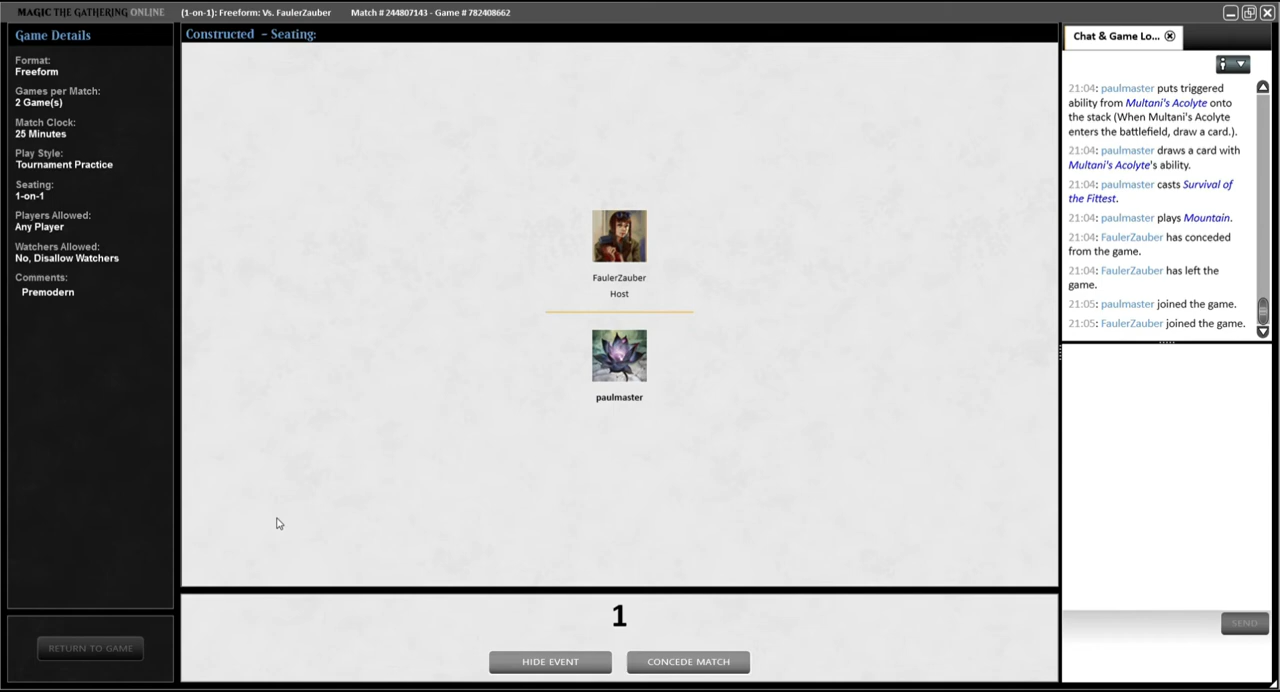 MAGIC THE GATHERING ONLINE (1-on-1): Freeform: Vs. FaulerZauber Match # 244807143 - Game # 782408662
Game Details
Format:
Freeform
Games per Match:
2 Game(s)
Match Clock:
25 Minutes
Play Style:
Tournament Practice
Seating:
1-on-1
Players Allowed:
Any Player
Watchers Allowed:
No, Disallow Watchers
Comments:
Premodern
RETURN TO GAME
Constructed - Seating:
FaulerZauber
Host
paulmaster
1
HIDE EVENT CONCEDE MATCH
Chat & Game Lo...
21:04: paulmaster puts triggered
ability from Multani's Acolyte onto
the stack (When Multani's Acolyte
enters the battlefield, draw a card.).
21:04: paulmaster draws a card with
Multani's Acolyte's ability.
21:04: paulmaster casts Survival of
the Fittest.
21:04: paulmaster plays Mountain.
21:04: FaulerZauber has conceded
from the game.
21:04: FaulerZauber has left the
game.
21:05: paulmaster joined the game.
21:05: FaulerZauber joined the game.
SEND